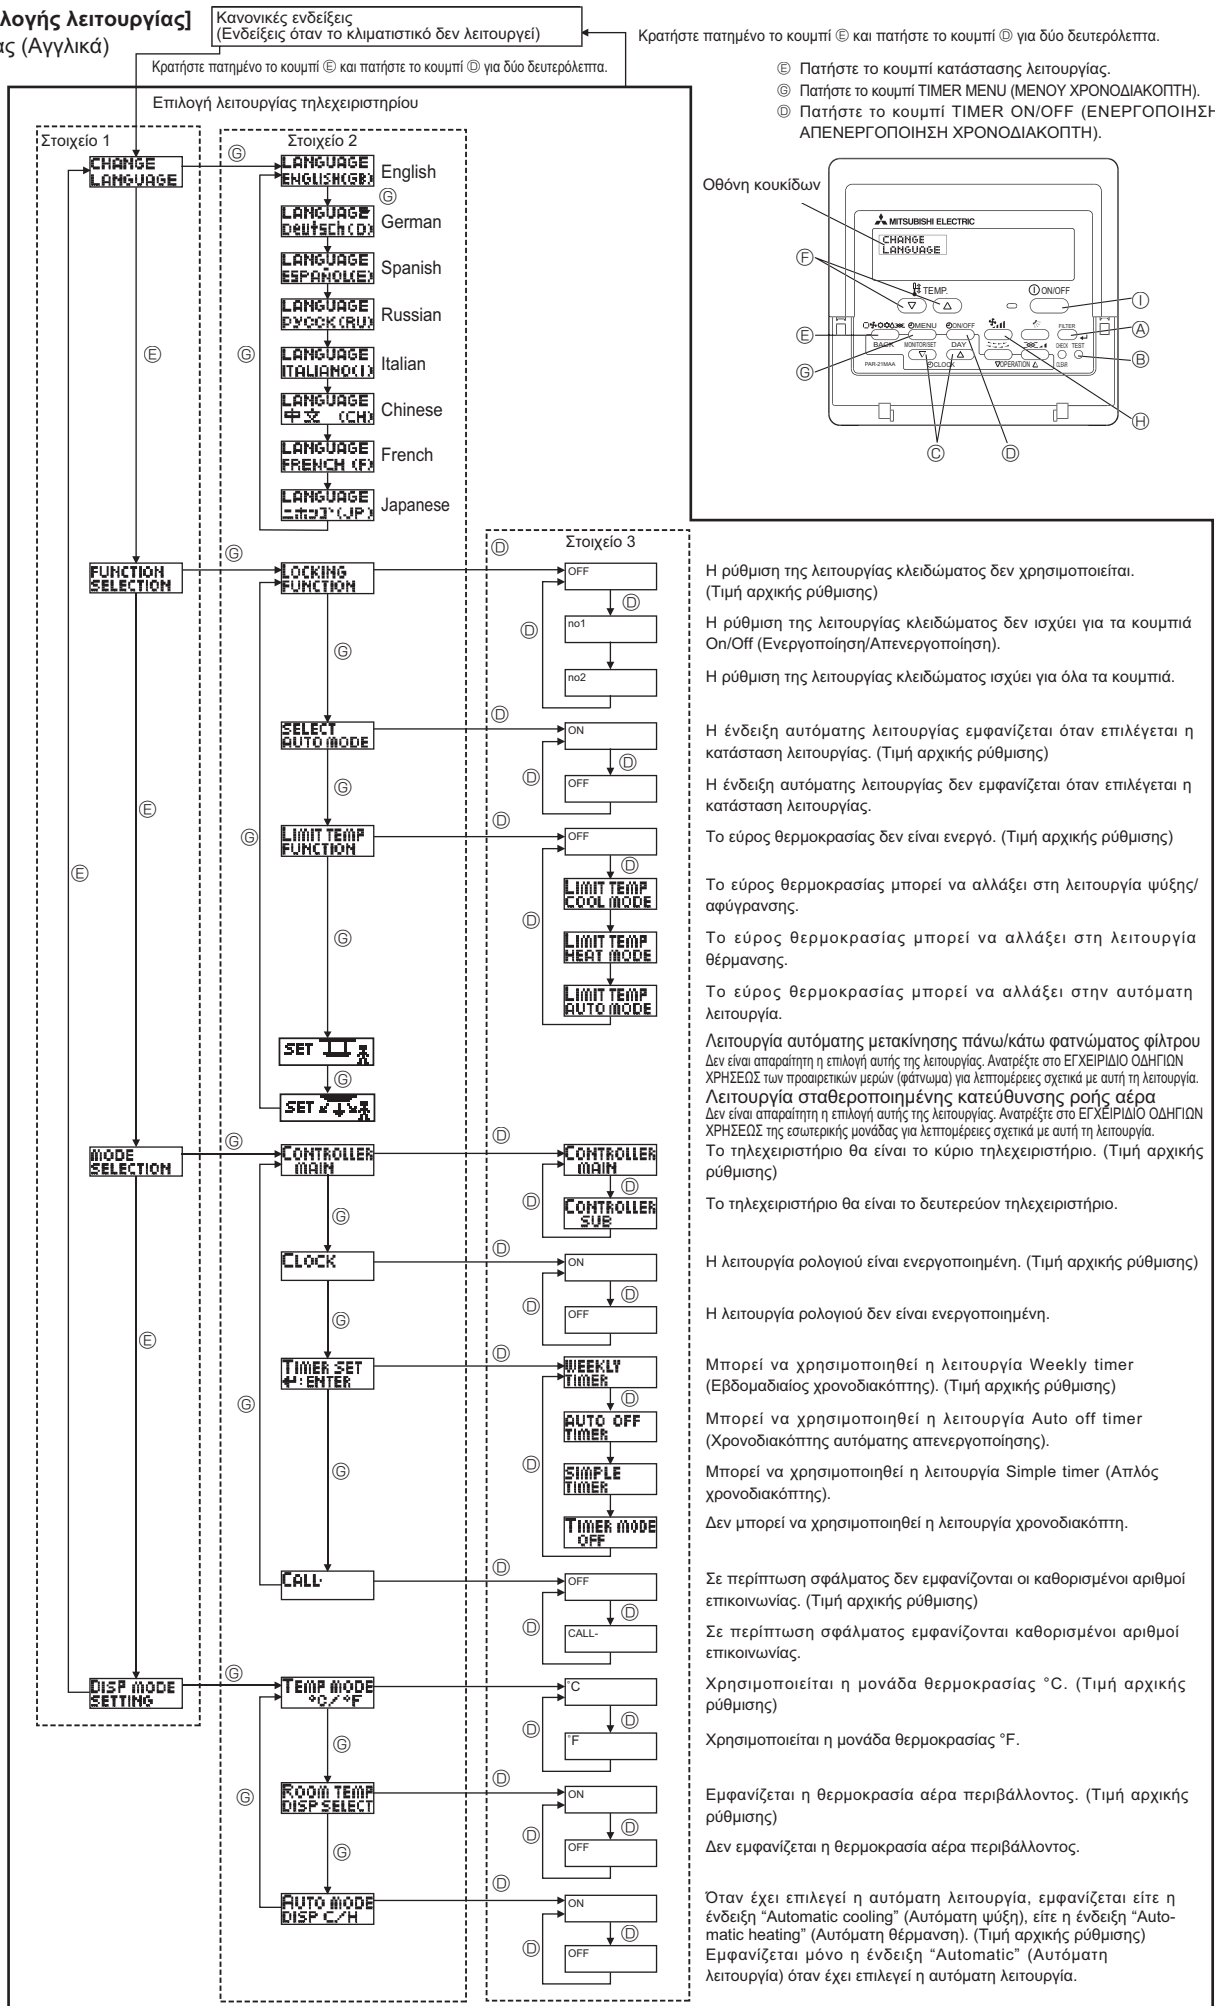 λογής λειτουργίας]
ας (Αγγλικά)
Κανονικές ενδείξεις
(Ενδείξεις όταν το κλιματιστικό δεν λειτουργεί)
Κρατήστε πατημένο το κουμπί Ⓔ και πατήστε το κουμπί Ⓓ για δύο δευτερόλεπτα.
Κρατήστε πατημένο το κουμπί Ⓔ και πατήστε το κουμπί Ⓓ για δύο δευτερόλεπτα.
Ⓔ Πατήστε το κουμπί κατάστασης λειτουργίας.
Ⓖ Πατήστε το κουμπί TIMER MENU (ΜΕΝΟΥ ΧΡΟΝΟΔΙΑΚΟΠΤΗ).
Ⓓ Πατήστε το κουμπί TIMER ON/OFF (ΕΝΕΡΓΟΠΟΙΗΣΗ
ΑΠΕΝΕΡΓΟΠΟΙΗΣΗ ΧΡΟΝΟΔΙΑΚΟΠΤΗ).
Επιλογή λειτουργίας τηλεχειριστηρίου
Στοιχείο 1
Στοιχείο 2
CHANGE
LANGUAGE
Ⓖ
LANGUAGE
ENGLISH(GB)
English
Ⓖ
LANGUAGE
Deutsch(D)
German
LANGUAGE
ESPAÑOL(E)
Spanish
LANGUAGE
РУССК(RU)
Russian
LANGUAGE
ITALIANO(I)
Italian
LANGUAGE
中文 (CH)
Chinese
LANGUAGE
FRENCH (F)
French
LANGUAGE
ニホンゴ(JP)
Japanese
Ⓔ
Ⓖ
Οθόνη κουκίδων
MITSUBISHI ELECTRIC
CHANGE
LANGUAGE
TEMP.
ON/OFF
MENU
ON/OFF
FILTER
BACK
MONITOR/SET
DAY
CHECK TEST
PAR-21MAA
CLOCK
OPERATION
CLEAR
Ⓕ
Ⓔ
Ⓖ
Ⓒ
Ⓓ
Ⓗ
Ⓘ
Ⓐ
Ⓑ
Στοιχείο 3
FUNCTION
SELECTION
Ⓖ
LOCKING
FUNCTION
Ⓓ
OFF
Η ρύθμιση της λειτουργίας κλειδώματος δεν χρησιμοποιείται.
(Τιμή αρχικής ρύθμισης)
Ⓓ
Ⓓ
no1
Η ρύθμιση της λειτουργίας κλειδώματος δεν ισχύει για τα κουμπιά
On/Off (Ενεργοποίηση/Απενεργοποίηση).
Ⓖ
no2
Η ρύθμιση της λειτουργίας κλειδώματος ισχύει για όλα τα κουμπιά.
SELECT
AUTO MODE
Ⓓ
ON
Η ένδειξη αυτόματης λειτουργίας εμφανίζεται όταν επιλέγεται η
κατάσταση λειτουργίας. (Τιμή αρχικής ρύθμισης)
Ⓓ
Ⓓ
Ⓖ
OFF
Η ένδειξη αυτόματης λειτουργίας δεν εμφανίζεται όταν επιλέγεται η
κατάσταση λειτουργίας.
Ⓔ
Ⓖ
LIMIT TEMP
FUNCTION
Ⓓ
OFF
Το εύρος θερμοκρασίας δεν είναι ενεργό. (Τιμή αρχικής ρύθμισης)
Ⓔ
Ⓓ
LIMIT TEMP
COOL MODE
Το εύρος θερμοκρασίας μπορεί να αλλάξει στη λειτουργία ψύξης/
αφύγρανσης.
Ⓓ
Ⓖ
LIMIT TEMP
HEAT MODE
Το εύρος θερμοκρασίας μπορεί να αλλάξει στη λειτουργία
θέρμανσης.
LIMIT TEMP
AUTO MODE
Το εύρος θερμοκρασίας μπορεί να αλλάξει στην αυτόματη
λειτουργία.
SET
Λειτουργία αυτόματης μετακίνησης πάνω/κάτω φατνώματος φίλτρου
Δεν είναι απαραίτητη η επιλογή αυτής της λειτουργίας. Ανατρέξτε στο ΕΓΧΕΙΡΙΔΙΟ ΟΔΗΓΙΩΝ
ΧΡΗΣΕΩΣ των προαιρετικών μερών (φάτνωμα) για λεπτομέρειες σχετικά με αυτή τη λειτουργία.
Ⓖ
SET
Λειτουργία σταθεροποιημένης κατεύθυνσης ροής αέρα
Δεν είναι απαραίτητη η επιλογή αυτής της λειτουργίας. Ανατρέξτε στο ΕΓΧΕΙΡΙΔΙΟ ΟΔΗΓΙΩΝ
ΧΡΗΣΕΩΣ της εσωτερικής μονάδας για λεπτομέρειες σχετικά με αυτή τη λειτουργία.
MODE
SELECTION
Ⓖ
CONTROLLER
MAIN
Ⓓ
CONTROLLER
MAIN
Το τηλεχειριστήριο θα είναι το κύριο τηλεχειριστήριο. (Τιμή αρχικής
ρύθμισης)
Ⓓ
Ⓓ
Ⓖ
CONTROLLER
SUB
Το τηλεχειριστήριο θα είναι το δευτερεύον τηλεχειριστήριο.
CLOCK
Ⓓ
ON
Η λειτουργία ρολογιού είναι ενεργοποιημένη. (Τιμή αρχικής ρύθμισης)
Ⓓ
Ⓓ
Ⓖ
OFF
Η λειτουργία ρολογιού δεν είναι ενεργοποιημένη.
Ⓔ
TIMER SET
↵:ENTER
Ⓓ
WEEKLY
TIMER
Μπορεί να χρησιμοποιηθεί η λειτουργία Weekly timer
(Εβδομαδιαίος χρονοδιακόπτης). (Τιμή αρχικής ρύθμισης)
Ⓓ
Ⓖ
AUTO OFF
TIMER
Μπορεί να χρησιμοποιηθεί η λειτουργία Auto off timer
(Χρονοδιακόπτης αυτόματης απενεργοποίησης).
Ⓓ
Ⓖ
SIMPLE
TIMER
Μπορεί να χρησιμοποιηθεί η λειτουργία Simple timer (Απλός
χρονοδιακόπτης).
TIMER MODE
OFF
Δεν μπορεί να χρησιμοποιηθεί η λειτουργία χρονοδιακόπτη.
CALL-
Ⓓ
OFF
Σε περίπτωση σφάλματος δεν εμφανίζονται οι καθορισμένοι αριθμοί
επικοινωνίας. (Τιμή αρχικής ρύθμισης)
Ⓓ
Ⓓ
CALL-
Σε περίπτωση σφάλματος εμφανίζονται καθορισμένοι αριθμοί
επικοινωνίας.
DISP MODE
SETTING
Ⓖ
TEMP MODE
°C/°F
Ⓓ
°C
Χρησιμοποιείται η μονάδα θερμοκρασίας °C. (Τιμή αρχικής
ρύθμισης)
Ⓓ
Ⓓ
Ⓖ
°F
Χρησιμοποιείται η μονάδα θερμοκρασίας °F.
Ⓖ
ROOM TEMP
DISP SELECT
Ⓓ
ON
Εμφανίζεται η θερμοκρασία αέρα περιβάλλοντος. (Τιμή αρχικής
ρύθμισης)
Ⓓ
Ⓓ
Ⓖ
OFF
Δεν εμφανίζεται η θερμοκρασία αέρα περιβάλλοντος.
AUTO MODE
DISP C/H
Ⓓ
ON
Όταν έχει επιλεγεί η αυτόματη λειτουργία, εμφανίζεται είτε η
ένδειξη “Automatic cooling” (Αυτόματη ψύξη), είτε η ένδειξη “Auto-
matic heating” (Αυτόματη θέρμανση). (Τιμή αρχικής ρύθμισης)
Ⓓ
Ⓓ
OFF
Εμφανίζεται μόνο η ένδειξη “Automatic” (Αυτόματη
λειτουργία) όταν έχει επιλεγεί η αυτόματη λειτουργία.